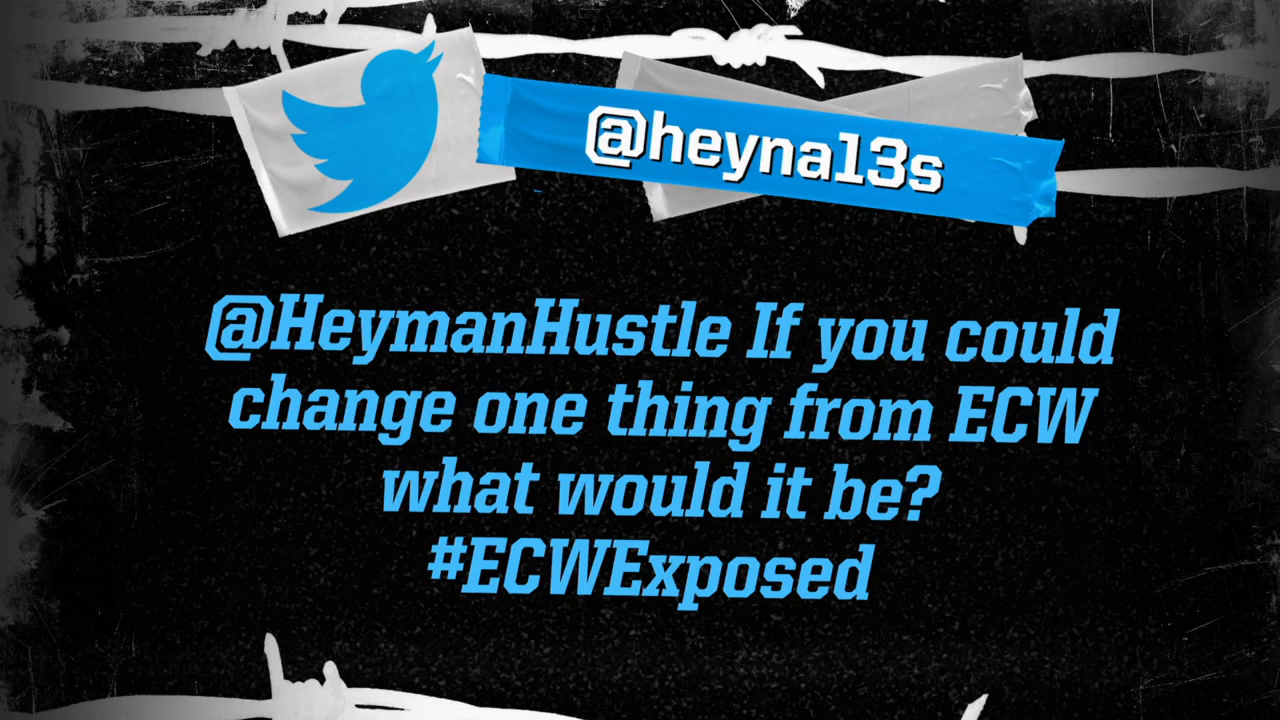 @heyna13s
@HeymanHustle If you could
change one thing from ECW
what would it be?
#ECWExposed